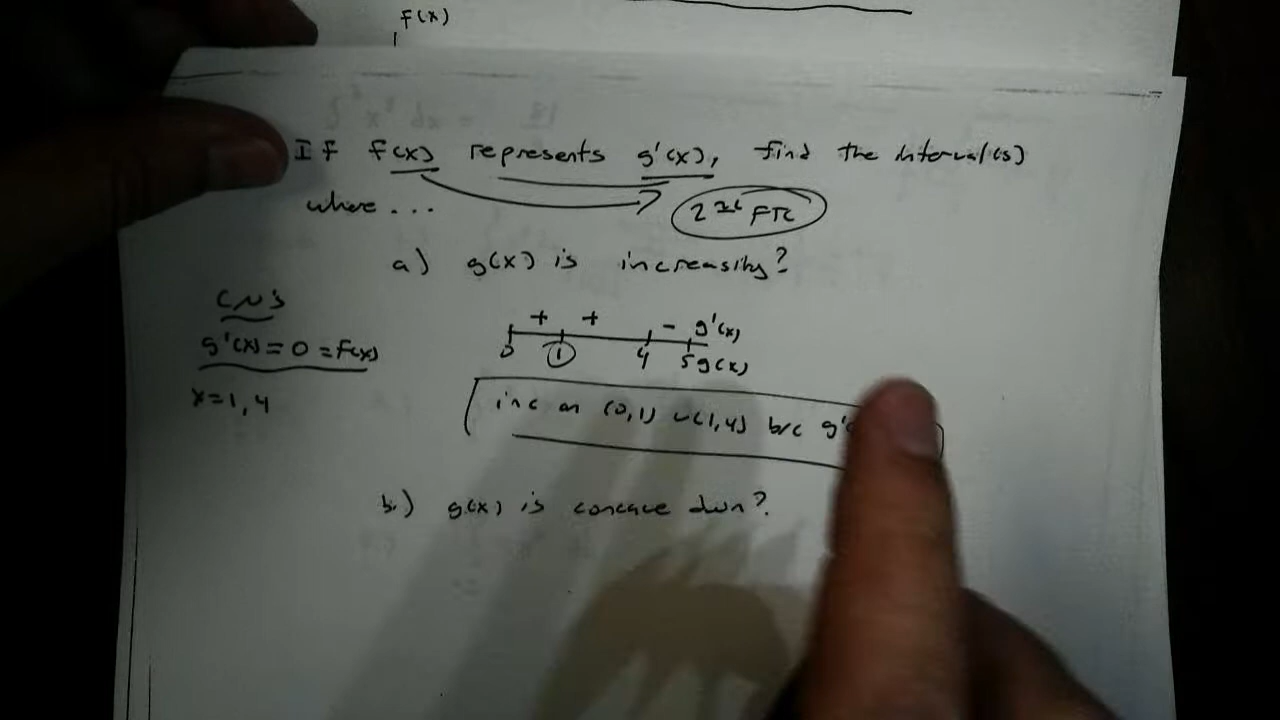 F(x)
If f(x) represents g'(x), find the interval(s)
where...
2nd FTC
a) g(x) is increasing?
CN's
g'(x) = 0 = f(x)
x = 1, 4
+ + - g'(x)
0 1 4 5 g(x)
inc on (0,1) ∪ (1,4) b/c g'
b.) g(x) is concave down?